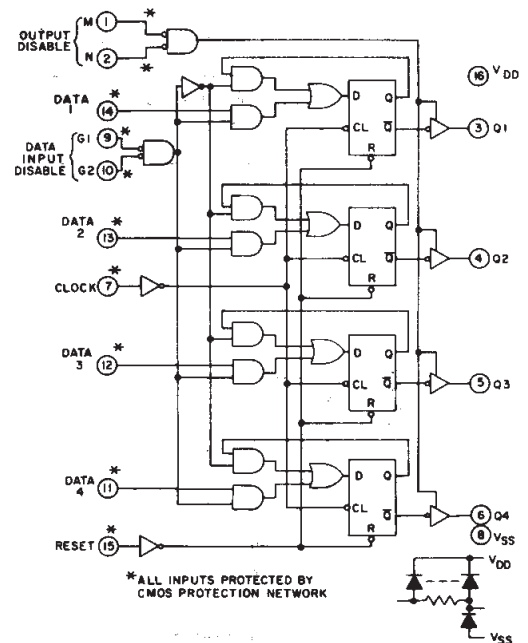 OUTPUT DISABLE { M 1 *
N 2 *
16 VDD
DATA 1 14 *
D Q
CL Q̅
R
3 Q1
DATA INPUT DISABLE { G1 9 *
G2 10 *
DATA 2 13 *
D Q
CL Q̅
R
4 Q2
CLOCK 7 *
DATA 3 12 *
D Q
CL Q̅
R
5 Q3
DATA 4 11 *
D Q
CL Q̅
R
6 Q4
8 VSS
RESET 15 *
*ALL INPUTS PROTECTED BY
CMOS PROTECTION NETWORK
VDD
VSS